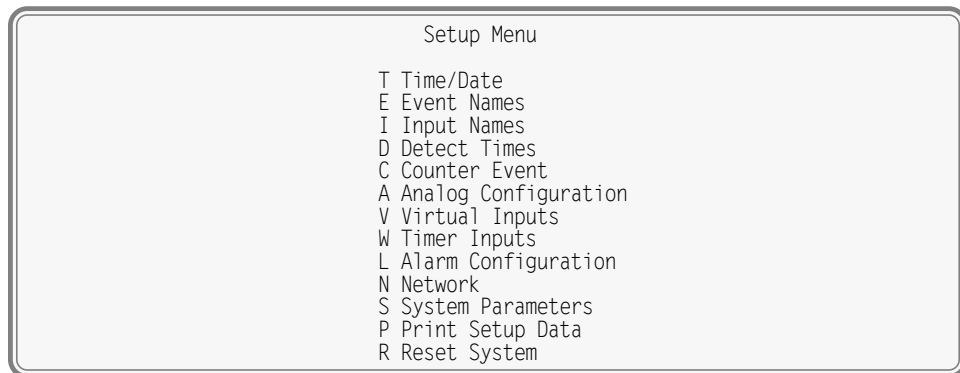 Setup Menu
T Time/Date
E Event Names
I Input Names
D Detect Times
C Counter Event
A Analog Configuration
V Virtual Inputs
W Timer Inputs
L Alarm Configuration
N Network
S System Parameters
P Print Setup Data
R Reset System